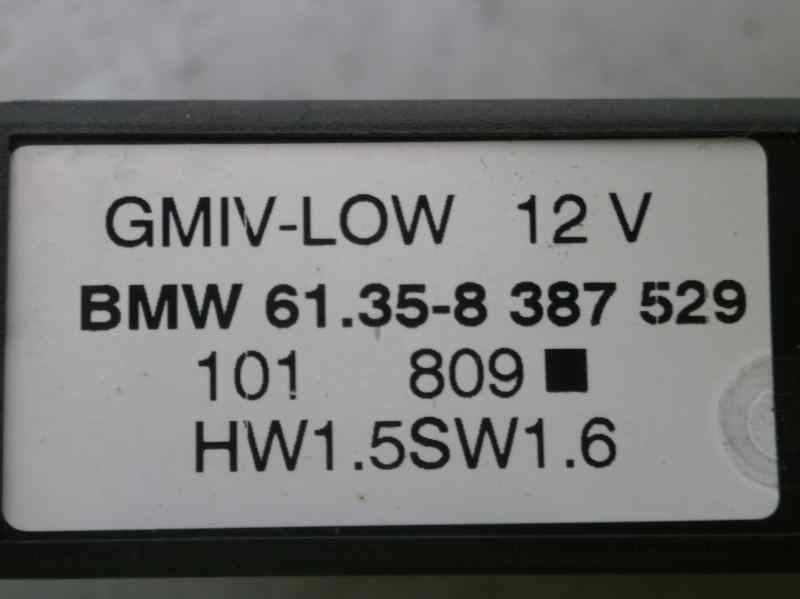 GMIV-LOW 12 V
BMW 61.35-8 387 529
101 809■
HW1.5SW1.6